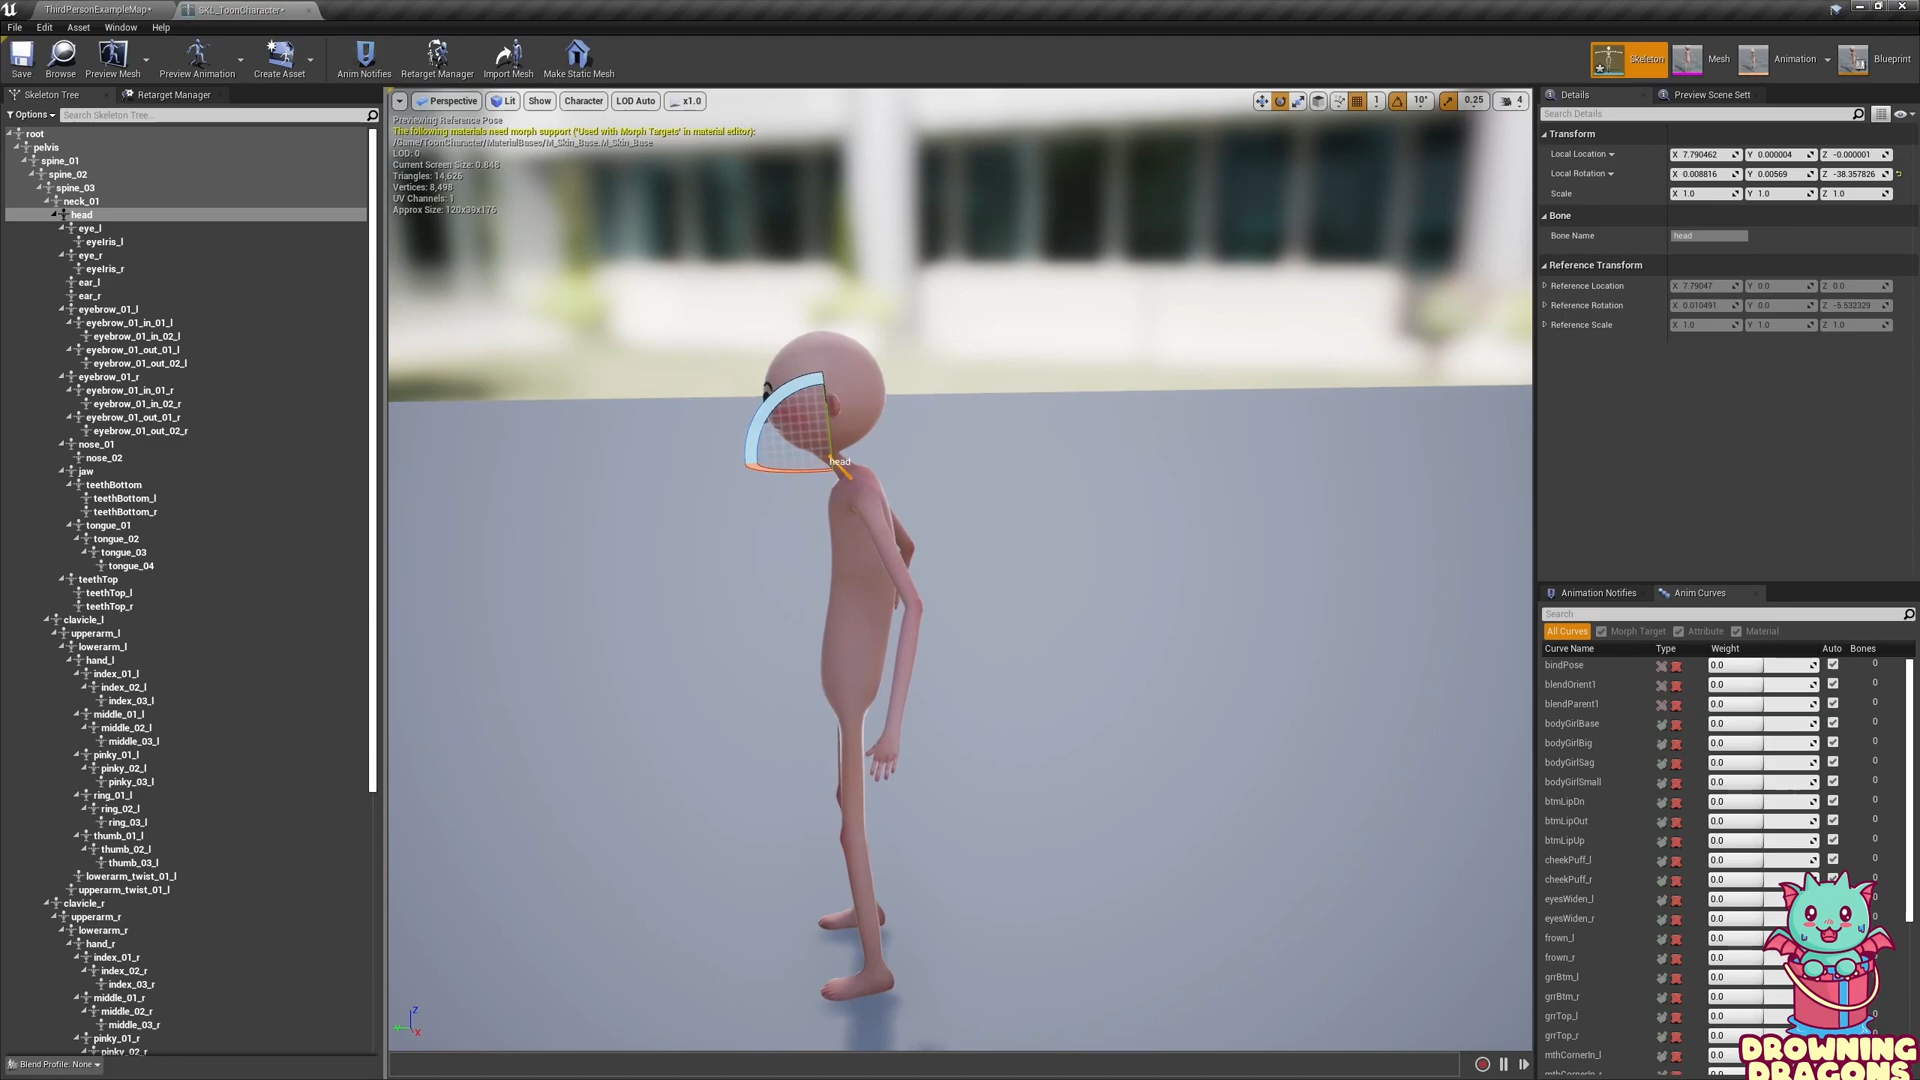 ThirdPersonExampleMap*
SKL_ToonCharacter*
File Edit Asset Window Help
Save Browse Preview Mesh Preview Animation Create Asset Anim Notifies Retarget Manager Import Mesh Make Static Mesh
Skeleton Mesh Animation Blueprint
Skeleton Tree Retarget Manager
Options Search Skeleton Tree...
root
pelvis
spine_01
spine_02
spine_03
neck_01
head
eye_l
eyeIris_l
eye_r
eyeIris_r
ear_l
ear_r
eyebrow_01_l
eyebrow_01_in_01_l
eyebrow_01_in_02_l
eyebrow_01_out_01_l
eyebrow_01_out_02_l
eyebrow_01_r
eyebrow_01_in_01_r
eyebrow_01_in_02_r
eyebrow_01_out_01_r
eyebrow_01_out_02_r
nose_01
nose_02
jaw
teethBottom
teethBottom_l
teethBottom_r
tongue_01
tongue_02
tongue_03
tongue_04
teethTop
teethTop_l
teethTop_r
clavicle_l
upperarm_l
lowerarm_l
hand_l
index_01_l
index_02_l
index_03_l
middle_01_l
middle_02_l
middle_03_l
pinky_01_l
pinky_02_l
pinky_03_l
ring_01_l
ring_02_l
ring_03_l
thumb_01_l
thumb_02_l
thumb_03_l
lowerarm_twist_01_l
upperarm_twist_01_l
clavicle_r
upperarm_r
lowerarm_r
hand_r
index_01_r
index_02_r
index_03_r
middle_01_r
middle_02_r
middle_03_r
pinky_01_r
pinky_02_r
Blend Profile: None
Perspective Lit Show Character LOD Auto x1.0
1 10° 0.25 4
Previewing Reference Pose
The following materials need morph support ('Used with Morph Targets' in material editor):
/Game/ToonCharacter/MaterialBases/M_Skin_Base.M_Skin_Base
LOD: 0
Current Screen Size: 0.848
Triangles: 14,626
Vertices: 8,498
UV Channels: 1
Approx Size: 120x39x176
head
Z
Y
X
Details Preview Scene Sett
Search Details
Transform
Local Location X 7.790462 Y 0.000004 Z -0.000001
Local Rotation X 0.008816 Y 0.00569 Z -38.357826
Scale X 1.0 Y 1.0 Z 1.0
Bone
Bone Name head
Reference Transform
Reference Location X 7.79047 Y 0.0 Z 0.0
Reference Rotation X 0.010491 Y 0.0 Z -5.532329
Reference Scale X 1.0 Y 1.0 Z 1.0
Animation Notifies Anim Curves
Search
All Curves Morph Target Attribute Material
Curve Name Type Weight Auto Bones
bindPose 0.0 0
blendOrient1 0.0 0
blendParent1 0.0 0
bodyGirlBase 0.0 0
bodyGirlBig 0.0 0
bodyGirlSag 0.0 0
bodyGirlSmall 0.0 0
btmLipDn 0.0 0
btmLipOut 0.0 0
btmLipUp 0.0 0
cheekPuff_l 0.0 0
cheekPuff_r 0.0 0
eyesWiden_l 0.0
eyesWiden_r 0.0
frown_l 0.0
frown_r 0.0
grrBtm_l 0.0
grrBtm_r 0.0
grrTop_l 0.0
grrTop_r 0.0
mthCornerIn_l 0.0
mthCornerIn_r
DROWNING
DRAGONS